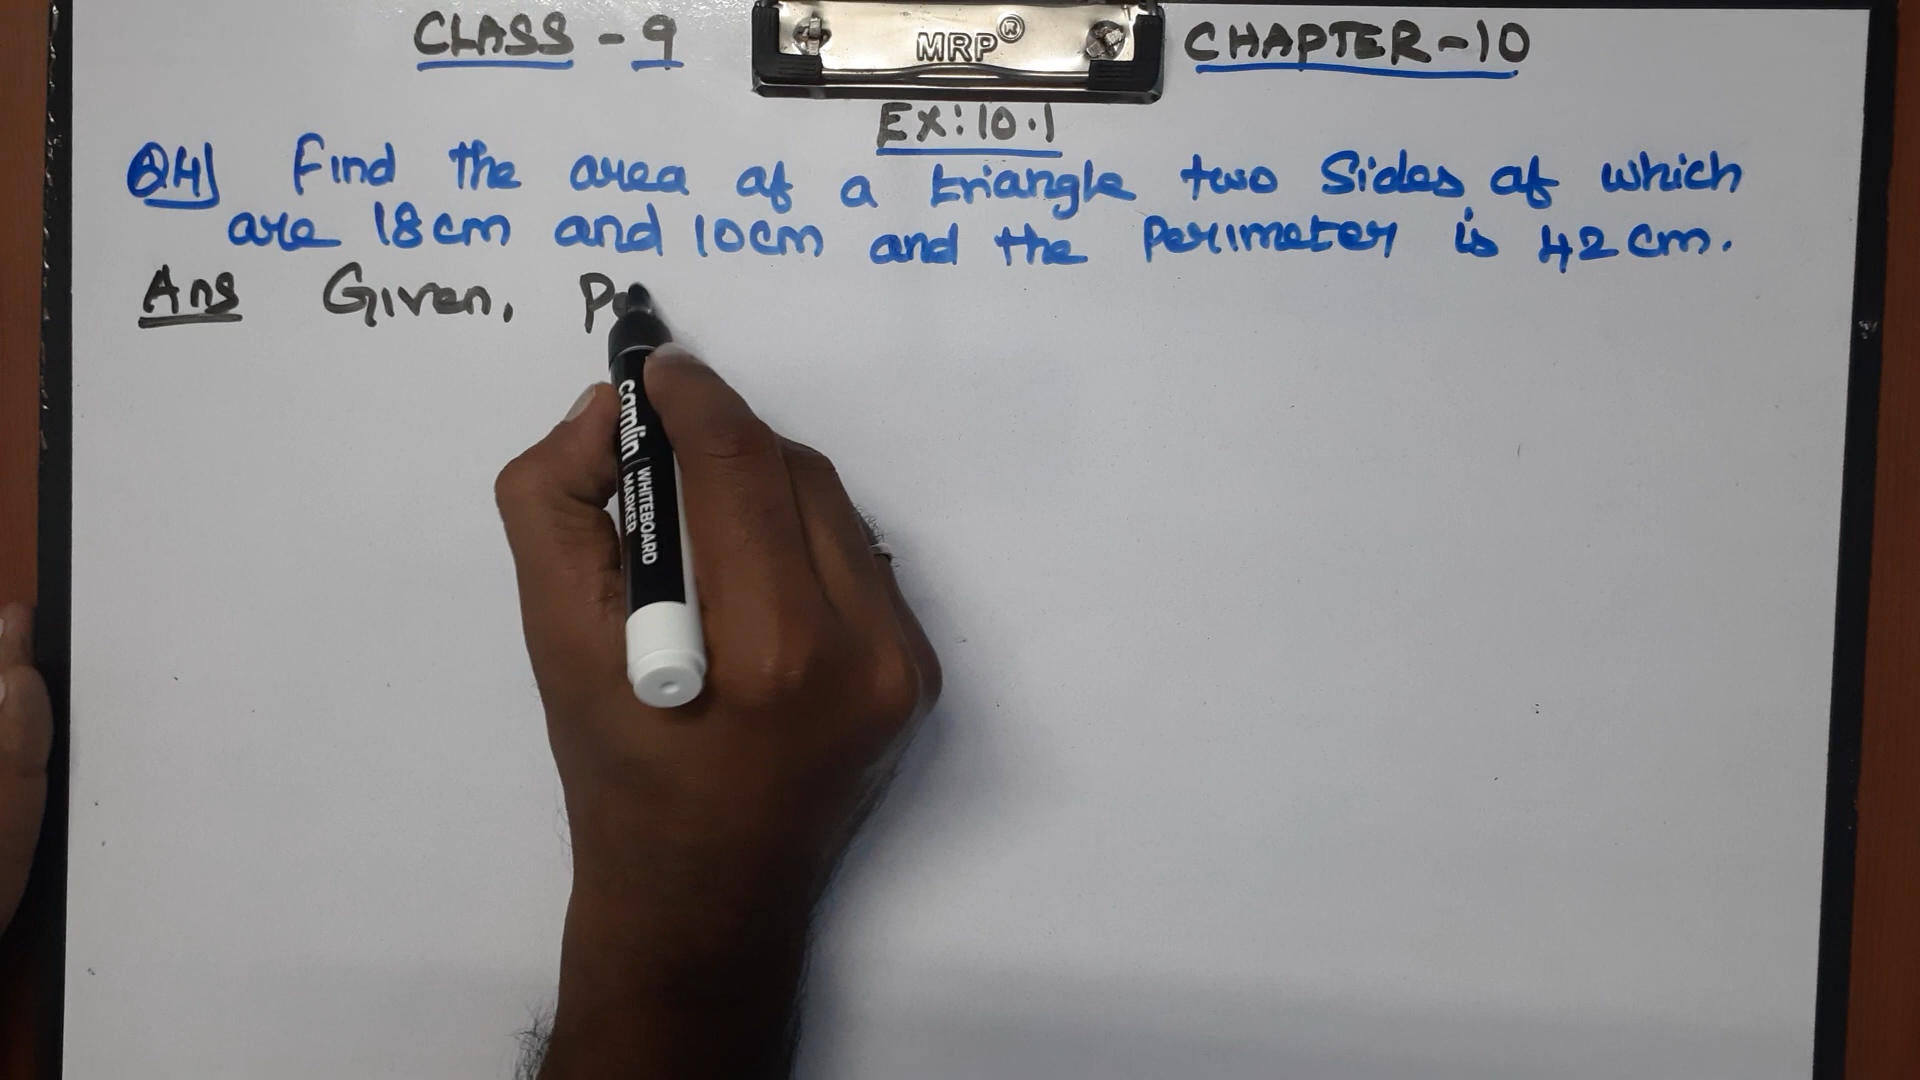 CLASS - 9
MRP®
CHAPTER-10
Ex: 10.1
Q4) Find the area of a triangle two sides of which
are 18cm and 10cm and the perimeter is 42cm.
Ans Given, Pe
camlin WHITEBOARD MARKER